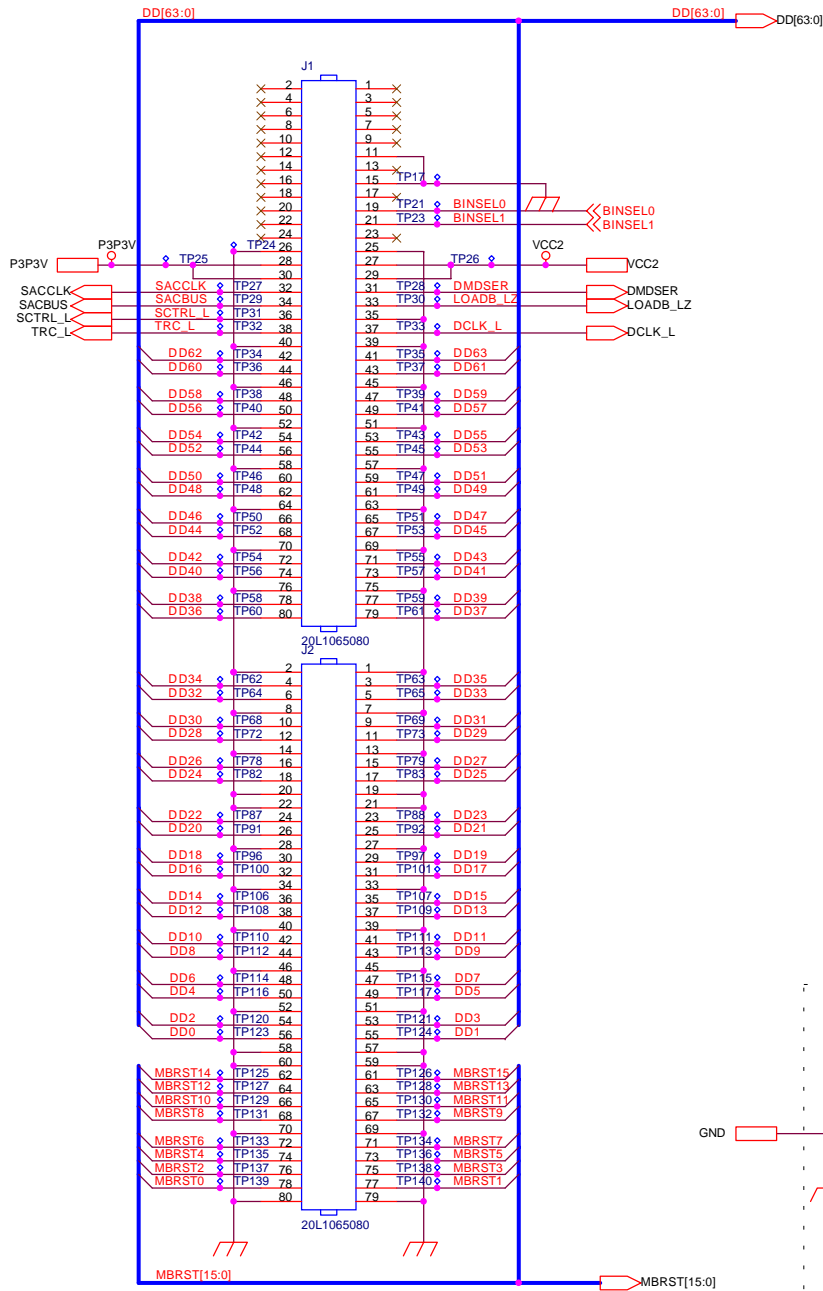 DD[63:0] DD[63:0] DD[63:0]
J1
2 1
4 3
6 5
8 7
10 9
12 11
14 13
16 TP17 15
18 17
20 19 TP21 BINSEL0 BINSEL0
22 21 TP23 BINSEL1 BINSEL1
24 23
P3P3V TP24 26 25 VCC2
P3P3V TP25 28 27 TP26 VCC2
30 29
SACCLK SACCLK TP27 32 31 TP28 DMDSER DMDSER
SACBUS SACBUS TP29 34 33 TP30 LOADB_LZ LOADB_LZ
SCTRL_L SCTRL_L TP31 36 35
TRC_L TRC_L TP32 38 37 TP33 DCLK_L DCLK_L
40 39
DD62 TP34 42 41 TP35 DD63
DD60 TP36 44 43 TP37 DD61
46 45
DD58 TP38 48 47 TP39 DD59
DD56 TP40 50 49 TP41 DD57
52 51
DD54 TP42 54 53 TP43 DD55
DD52 TP44 56 55 TP45 DD53
58 57
DD50 TP46 60 59 TP47 DD51
DD48 TP48 62 61 TP49 DD49
64 63
DD46 TP50 66 65 TP51 DD47
DD44 TP52 68 67 TP53 DD45
70 69
DD42 TP54 72 71 TP55 DD43
DD40 TP56 74 73 TP57 DD41
76 75
DD38 TP58 78 77 TP59 DD39
DD36 TP60 80 79 TP61 DD37
20L1065080
J2
2 1
DD34 TP62 4 3 TP63 DD35
DD32 TP64 6 5 TP65 DD33
8 7
DD30 TP68 10 9 TP69 DD31
DD28 TP72 12 11 TP73 DD29
14 13
DD26 TP78 16 15 TP79 DD27
DD24 TP82 18 17 TP83 DD25
20 19
22 21
DD22 TP87 24 23 TP88 DD23
DD20 TP91 26 25 TP92 DD21
28 27
DD18 TP96 30 29 TP97 DD19
DD16 TP100 32 31 TP101 DD17
34 33
DD14 TP106 36 35 TP107 DD15
DD12 TP108 38 37 TP109 DD13
40 39
DD10 TP110 42 41 TP111 DD11
DD8 TP112 44 43 TP113 DD9
46 45
DD6 TP114 48 47 TP115 DD7
DD4 TP116 50 49 TP117 DD5
52 51
DD2 TP120 54 53 TP121 DD3
DD0 TP123 56 55 TP124 DD1
58 57
60 59
MBRST14 TP125 62 61 TP126 MBRST15
MBRST12 TP127 64 63 TP128 MBRST13
MBRST10 TP129 66 65 TP130 MBRST11
MBRST8 TP131 68 67 TP132 MBRST9
70 69
GND
MBRST6 TP133 72 71 TP134 MBRST7
MBRST4 TP135 74 73 TP136 MBRST5
MBRST2 TP137 76 75 TP138 MBRST3
MBRST0 TP139 78 77 TP140 MBRST1
80 79
20L1065080
MBRST[15:0] MBRST[15:0]